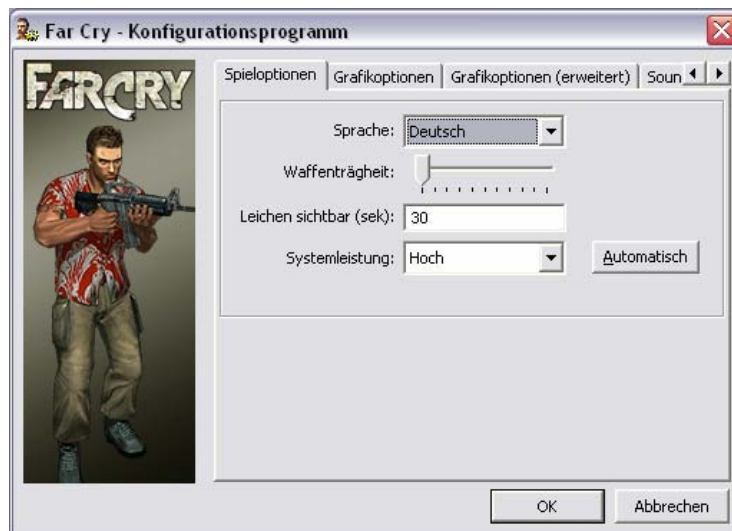 Far Cry - Konfigurationsprogramm
FARCRY
Spieloptionen Grafikoptionen Grafikoptionen (erweitert) Soun
Sprache: Deutsch
Waffenträgheit:
Leichen sichtbar (sek): 30
Systemleistung: Hoch Automatisch
OK Abbrechen